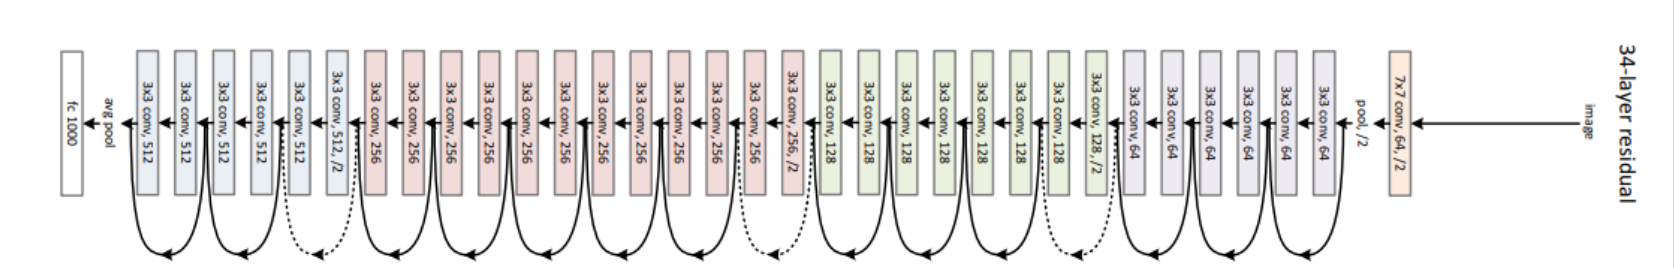 34-layer residual
image
7x7 conv, 64, /2
pool, /2
3x3 conv, 64
3x3 conv, 64
3x3 conv, 64
3x3 conv, 64
3x3 conv, 64
3x3 conv, 64
3x3 conv, 128, /2
3x3 conv, 128
3x3 conv, 128
3x3 conv, 128
3x3 conv, 128
3x3 conv, 128
3x3 conv, 128
3x3 conv, 128
3x3 conv, 256, /2
3x3 conv, 256
3x3 conv, 256
3x3 conv, 256
3x3 conv, 256
3x3 conv, 256
3x3 conv, 256
3x3 conv, 256
3x3 conv, 256
3x3 conv, 256
3x3 conv, 256
3x3 conv, 256
3x3 conv, 512, /2
3x3 conv, 512
3x3 conv, 512
3x3 conv, 512
3x3 conv, 512
3x3 conv, 512
avg pool
fc 1000